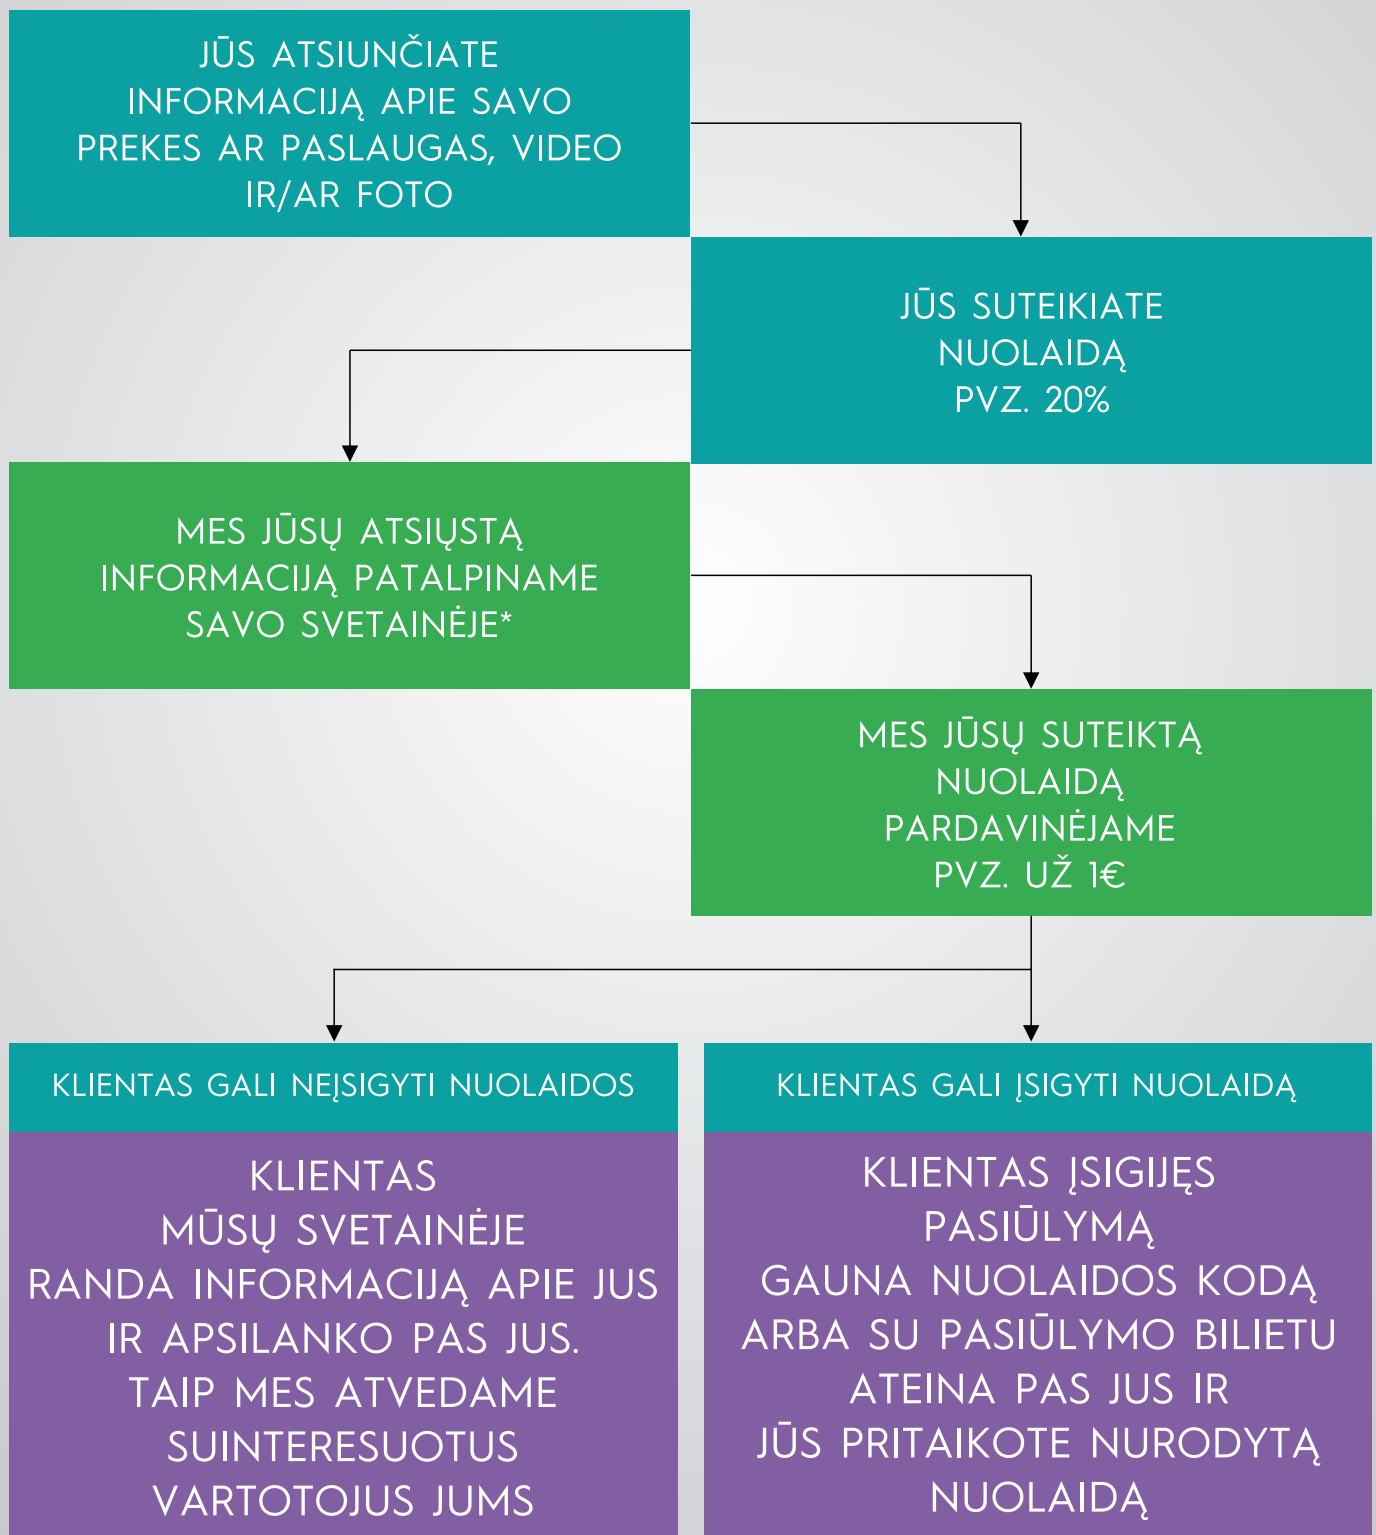 JŪS ATSIUNČIATE
INFORMACIJĄ APIE SAVO
PREKES AR PASLAUGAS, VIDEO
IR/AR FOTO
JŪS SUTEIKIATE
NUOLAIDĄ
PVZ. 20%
MES JŪSŲ ATSIŲSTĄ
INFORMACIJĄ PATALPINAME
SAVO SVETAINĖJE*
MES JŪSŲ SUTEIKTĄ
NUOLAIDĄ
PARDAVINĖJAME
PVZ. UŽ 1€
KLIENTAS GALI NEĮSIGYTI NUOLAIDOS
KLIENTAS
MŪSŲ SVETAINĖJE
RANDA INFORMACIJĄ APIE JUS
IR APSILANKO PAS JUS.
TAIP MES ATVEDAME
SUINTERESUOTUS
VARTOTOJUS JUMS
KLIENTAS GALI ĮSIGYTI NUOLAIDĄ
KLIENTAS ĮSIGIJĘS
PASIŪLYMĄ
GAUNA NUOLAIDOS KODĄ
ARBA SU PASIŪLYMO BILIETU
ATEINA PAS JUS IR
JŪS PRITAIKOTE NURODYTĄ
NUOLAIDĄ